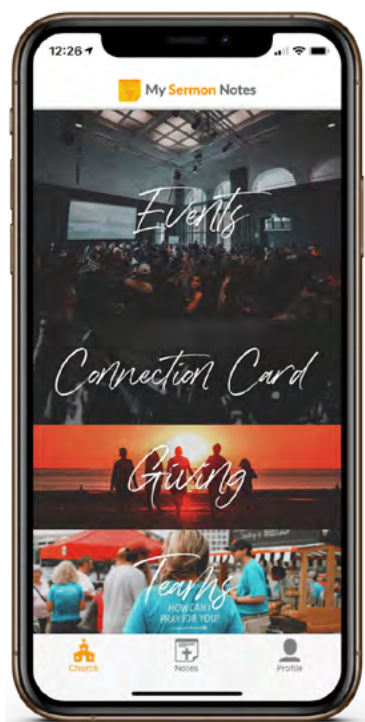 12:26
My Sermon Notes
Events
Connection Card
Giving
Teams
HOW CAN I
PRAY FOR YOU?
Church
Notes
Profile